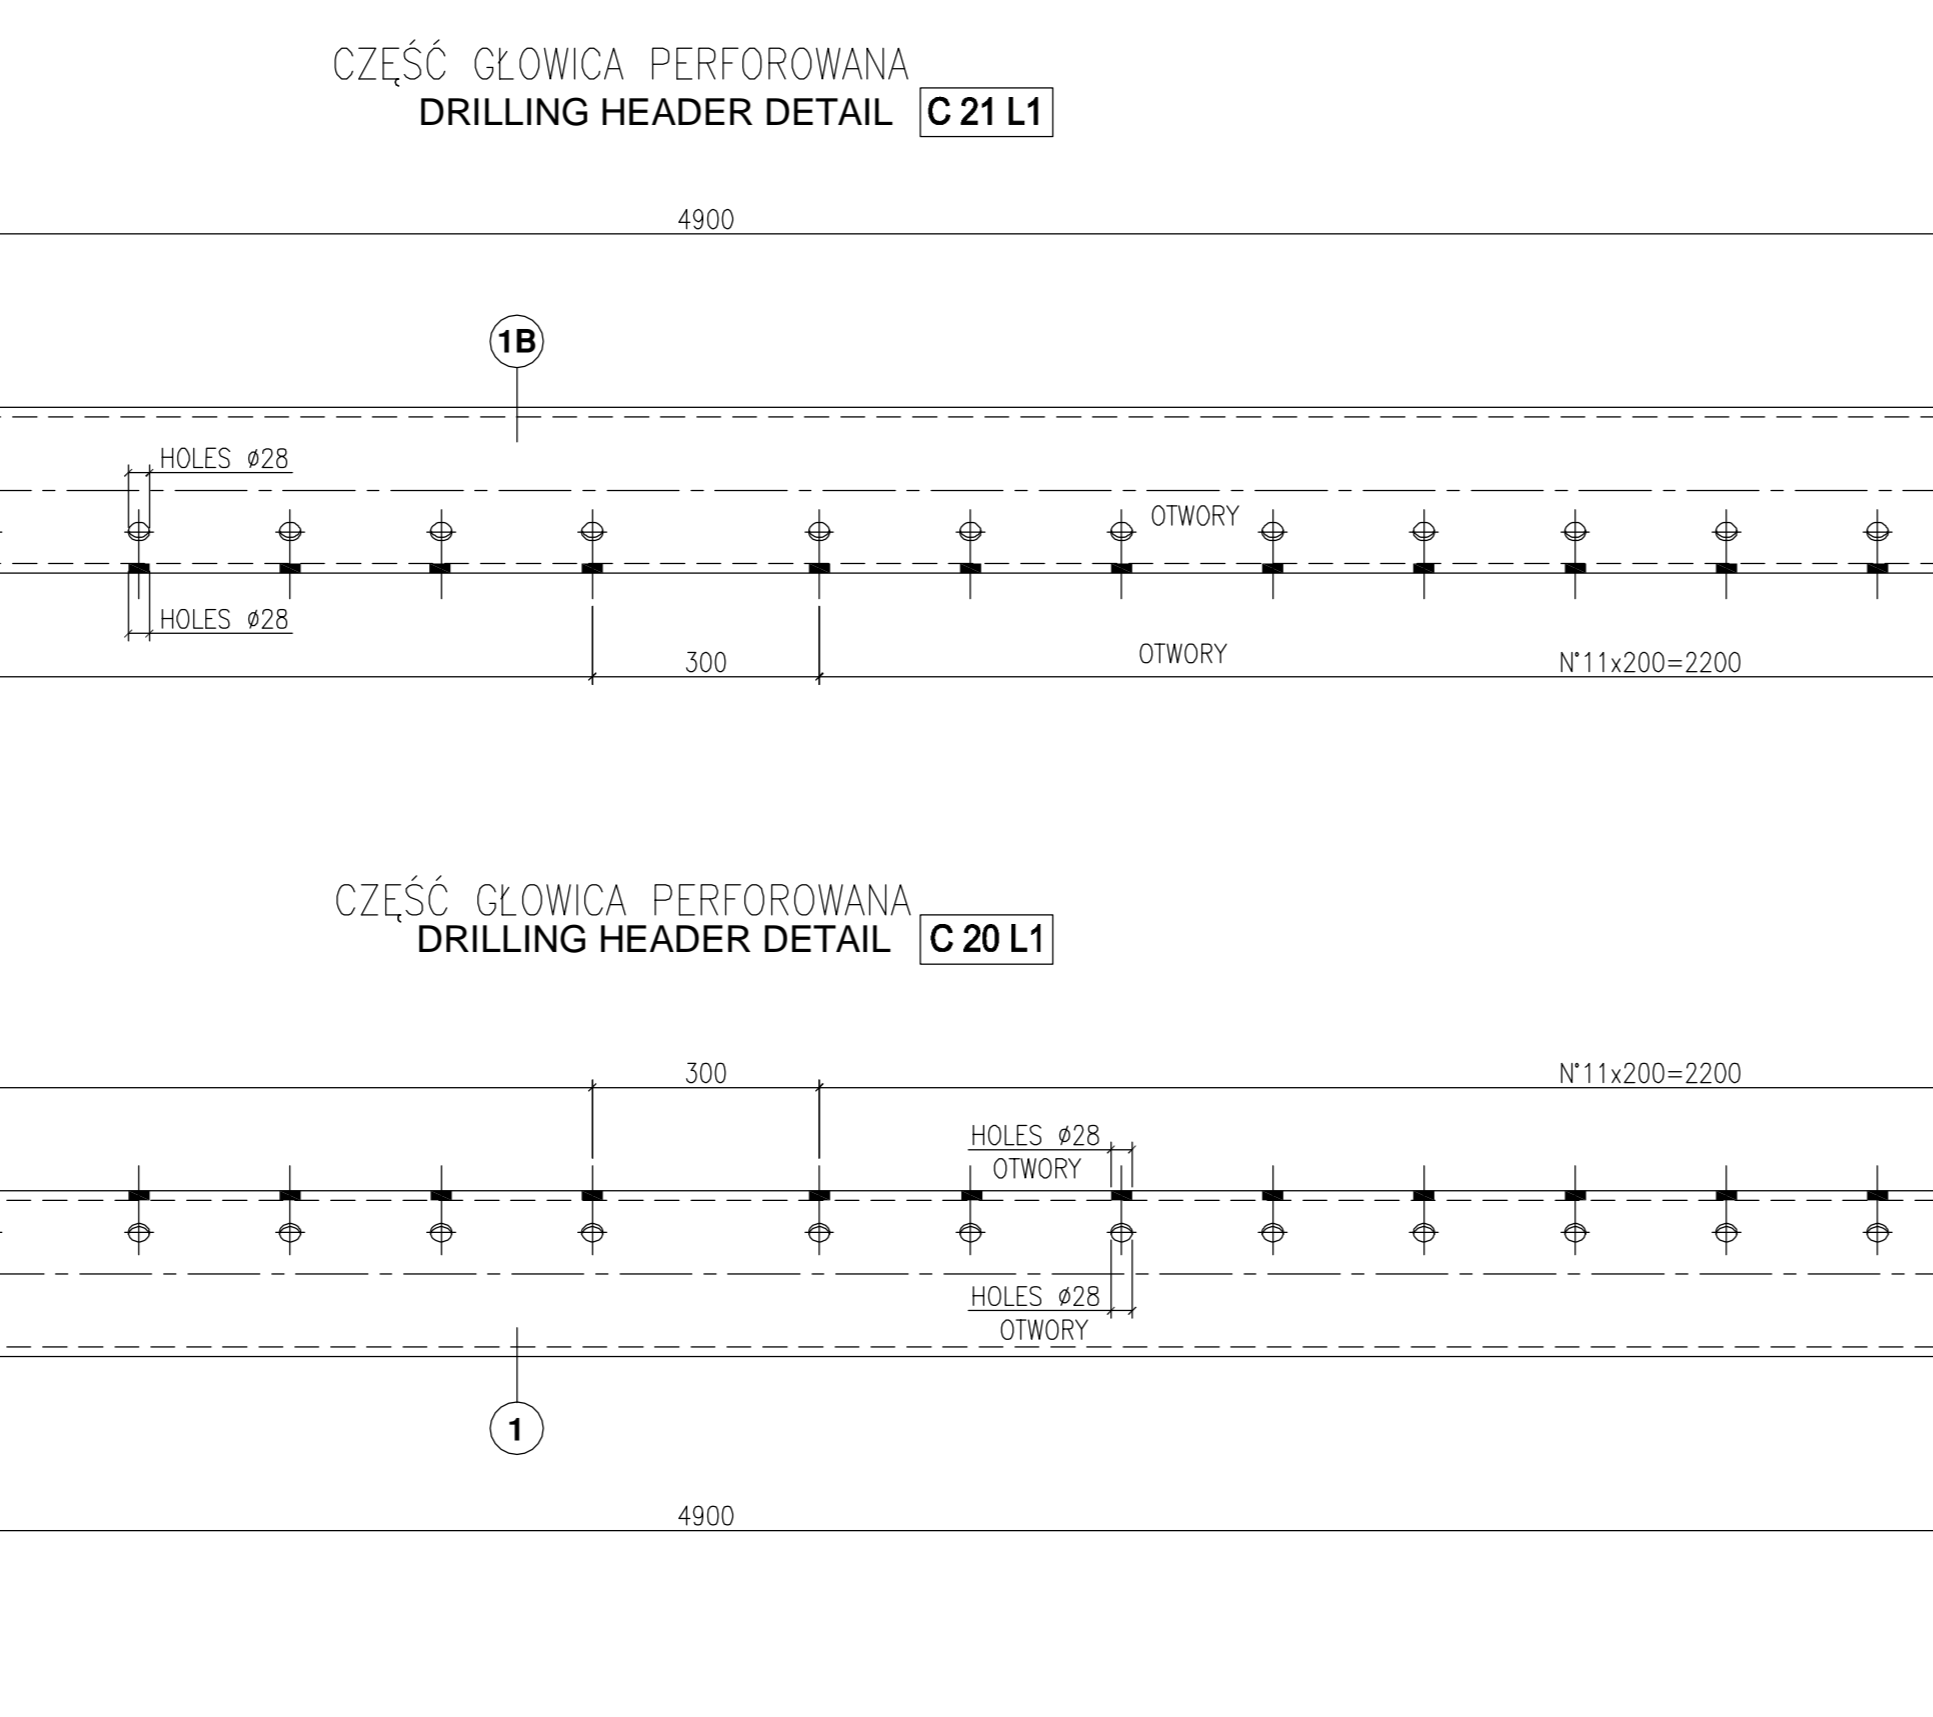 CZĘŚĆ GŁOWICA PERFOROWANA
DRILLING HEADER DETAIL C 21 L1
4900
1B
HOLES ø28
OTWORY
HOLES ø28
OTWORY
300
N°11x200=2200
CZĘŚĆ GŁOWICA PERFOROWANA
DRILLING HEADER DETAIL C 20 L1
300
N°11x200=2200
HOLES ø28
OTWORY
HOLES ø28
OTWORY
1
4900